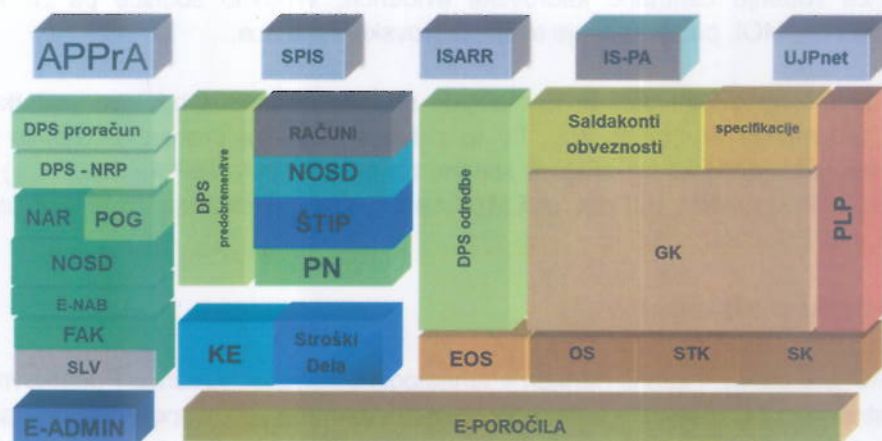 APPrA
SPIS
ISARR
IS-PA
UJPnet
DPS proračun
DPS - NRP
NAR
POG
NOSD
E-NAB
FAK
SLV
E-ADMIN
DPS
predobremenitve
RAČUNI
NOSD
ŠTIP
PN
KE
Stroški
Dela
DPS odredbe
Saldakonti
obveznosti
specifikacije
GK
PLP
EOS
OS
STK
SK
E-POROČILA